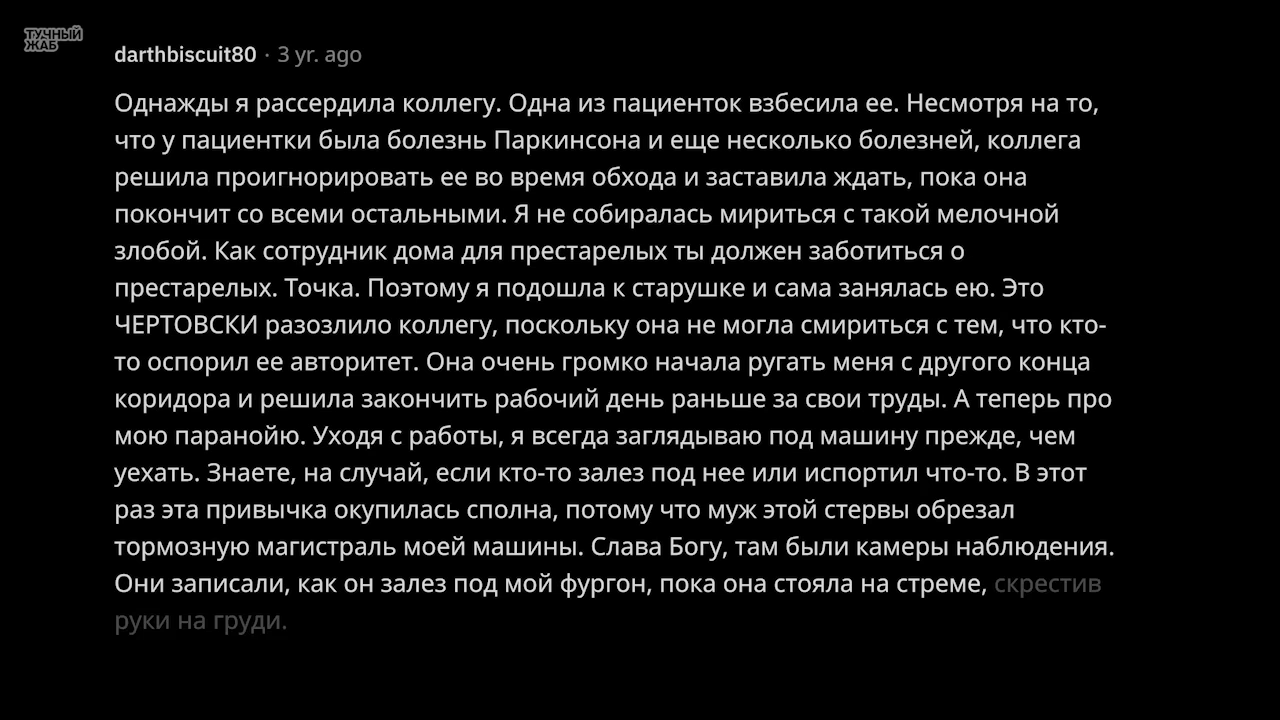 ТУЧНЫЙ
ЖАБ
darthbiscuit80 · 3 yr. ago
Однажды я рассердила коллегу. Одна из пациенток взбесила ее. Несмотря на то,
что у пациентки была болезнь Паркинсона и еще несколько болезней, коллега
решила проигнорировать ее во время обхода и заставила ждать, пока она
покончит со всеми остальными. Я не собиралась мириться с такой мелочной
злобой. Как сотрудник дома для престарелых ты должен заботиться о
престарелых. Точка. Поэтому я подошла к старушке и сама занялась ею. Это
ЧЕРТОВСКИ разозлило коллегу, поскольку она не могла смириться с тем, что кто-
то оспорил ее авторитет. Она очень громко начала ругать меня с другого конца
коридора и решила закончить рабочий день раньше за свои труды. А теперь про
мою паранойю. Уходя с работы, я всегда заглядываю под машину прежде, чем
уехать. Знаете, на случай, если кто-то залез под нее или испортил что-то. В этот
раз эта привычка окупилась сполна, потому что муж этой стервы обрезал
тормозную магистраль моей машины. Слава Богу, там были камеры наблюдения.
Они записали, как он залез под мой фургон, пока она стояла на стреме, скрестив
руки на груди.